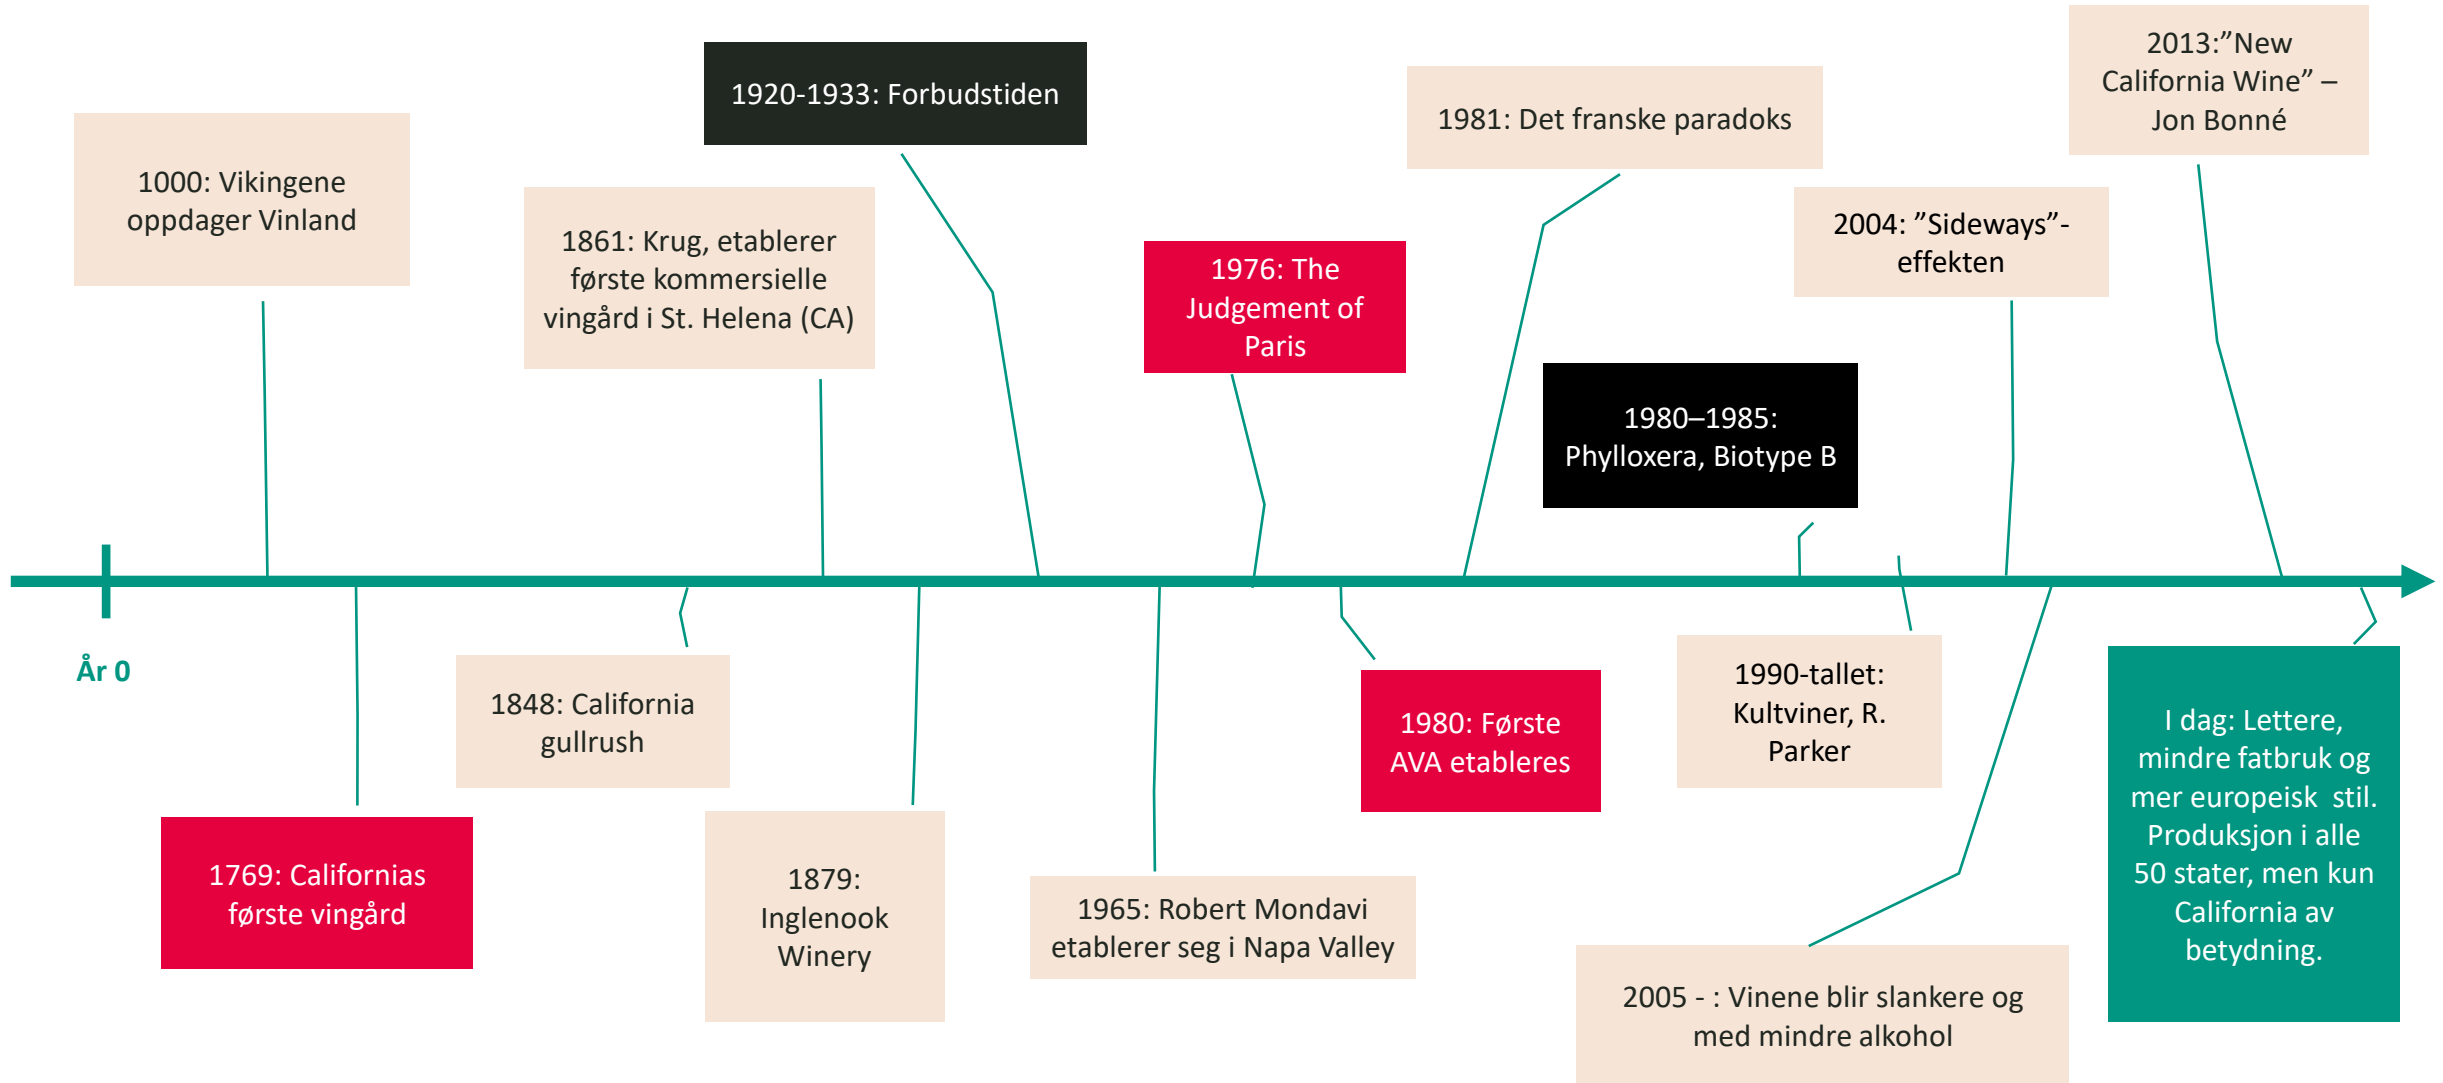 1000: Vikingene
oppdager Vinland
1861: Krug, etablerer
første kommersielle
vingård i St. Helena (CA)
1920-1933: Forbudstiden
1976: The
Judgement of
Paris
1981: Det franske paradoks
1980–1985:
Phylloxera, Biotype B
2004: ”Sideways”-
effekten
2013:”New
California Wine” –
Jon Bonné
År 0
1769: Californias
første vingård
1848: California
gullrush
1879:
Inglenook
Winery
1965: Robert Mondavi
etablerer seg i Napa Valley
1980: Første
AVA etableres
1990-tallet:
Kultviner, R.
Parker
2005 - : Vinene blir slankere og
med mindre alkohol
I dag: Lettere,
mindre fatbruk og
mer europeisk  stil.
Produksjon i alle
50 stater, men kun
California av
betydning.